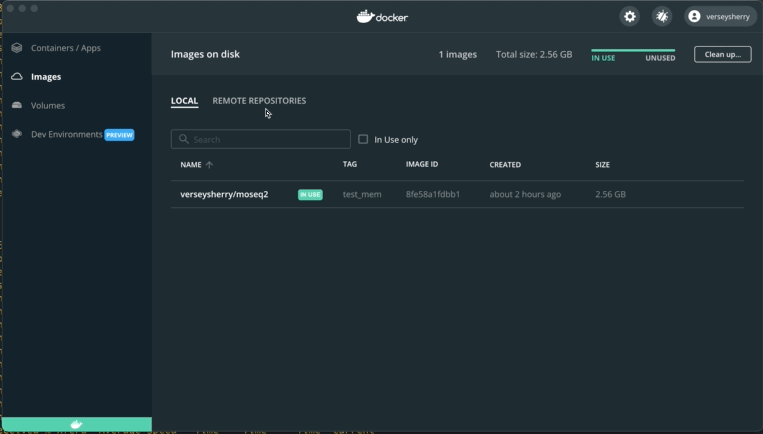 docker
verseysherry
Containers / Apps
Images
Volumes
Dev Environments PREVIEW
Images on disk
1 images
Total size: 2.56 GB
IN USE
UNUSED
Clean up...
LOCAL
REMOTE REPOSITORIES
Search
In Use only
NAME TAG IMAGE ID CREATED SIZE
verseysherry/moseq2 IN USE test_mem 8fe58a1fdbb1 about 2 hours ago 2.56 GB